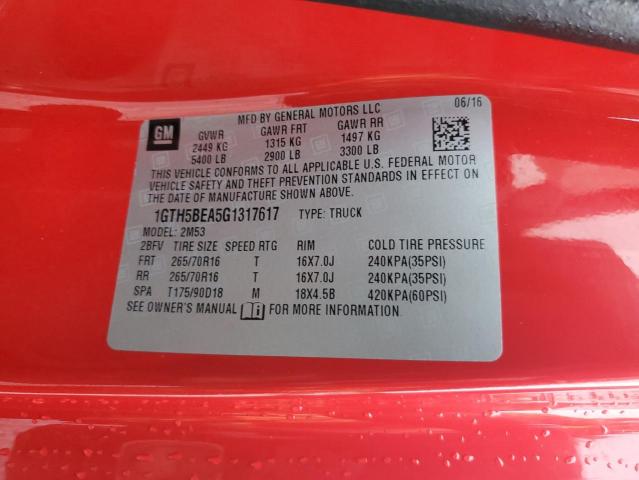 MFD BY GENERAL MOTORS LLC 06/16
GM GVWR GAWR FRT GAWR RR
2449 KG 1315 KG 1497 KG
5400 LB 2900 LB 3300 LB
THIS VEHICLE CONFORMS TO ALL APPLICABLE U.S. FEDERAL MOTOR
VEHICLE SAFETY AND THEFT PREVENTION STANDARDS IN EFFECT ON
THE DATE OF MANUFACTURE SHOWN ABOVE.
1GTH5BEA5G1317617 TYPE: TRUCK
MODEL: 2M53
2BFV TIRE SIZE SPEED RTG RIM COLD TIRE PRESSURE
FRT 265/70R16 T 16X7.0J 240KPA(35PSI)
RR 265/70R16 T 16X7.0J 240KPA(35PSI)
SPA T175/90D18 M 18X4.5B 420KPA(60PSI)
SEE OWNER'S MANUAL FOR MORE INFORMATION.